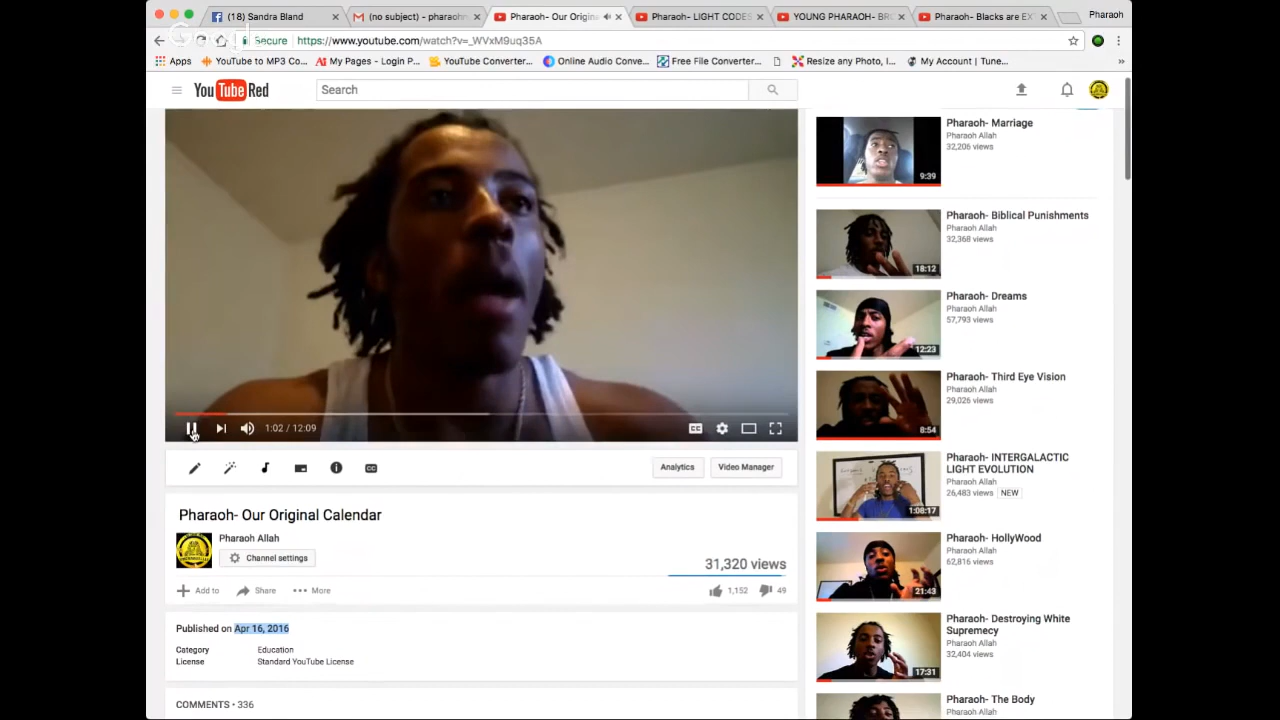 (18) Sandra Bland
(no subject) - pharaohn
Pharaoh- Our Origina
Pharaoh- LIGHT CODES
YOUNG PHARAOH- BR
Pharaoh- Blacks are EX
Pharaoh
Secure
https://www.youtube.com/watch?v=_WVxM9uq35A
Apps
YouTube to MP3 Co...
My Pages - Login P...
YouTube Converter...
Online Audio Conve...
Free File Converter...
Resize any Photo, I...
My Account | Tune...
»
YouTube Red
Search
1:02 / 12:09
CC
CC
Analytics
Video Manager
Pharaoh- Our Original Calendar
Pharaoh Allah
Channel settings
31,320 views
Add to
Share
More
1,152
49
Published on Apr 16, 2016
Category Education
License Standard YouTube License
COMMENTS • 336
Pharaoh- Marriage
Pharaoh Allah
32,206 views
9:39
Pharaoh- Biblical Punishments
Pharaoh Allah
32,368 views
18:12
Pharaoh- Dreams
Pharaoh Allah
57,793 views
12:23
Pharaoh- Third Eye Vision
Pharaoh Allah
29,026 views
8:54
Pharaoh- INTERGALACTIC
LIGHT EVOLUTION
Pharaoh Allah
26,483 views NEW
1:08:17
Pharaoh- HollyWood
Pharaoh Allah
62,816 views
21:43
Pharaoh- Destroying White
Supremecy
Pharaoh Allah
32,404 views
17:31
Pharaoh- The Body
Pharaoh Allah